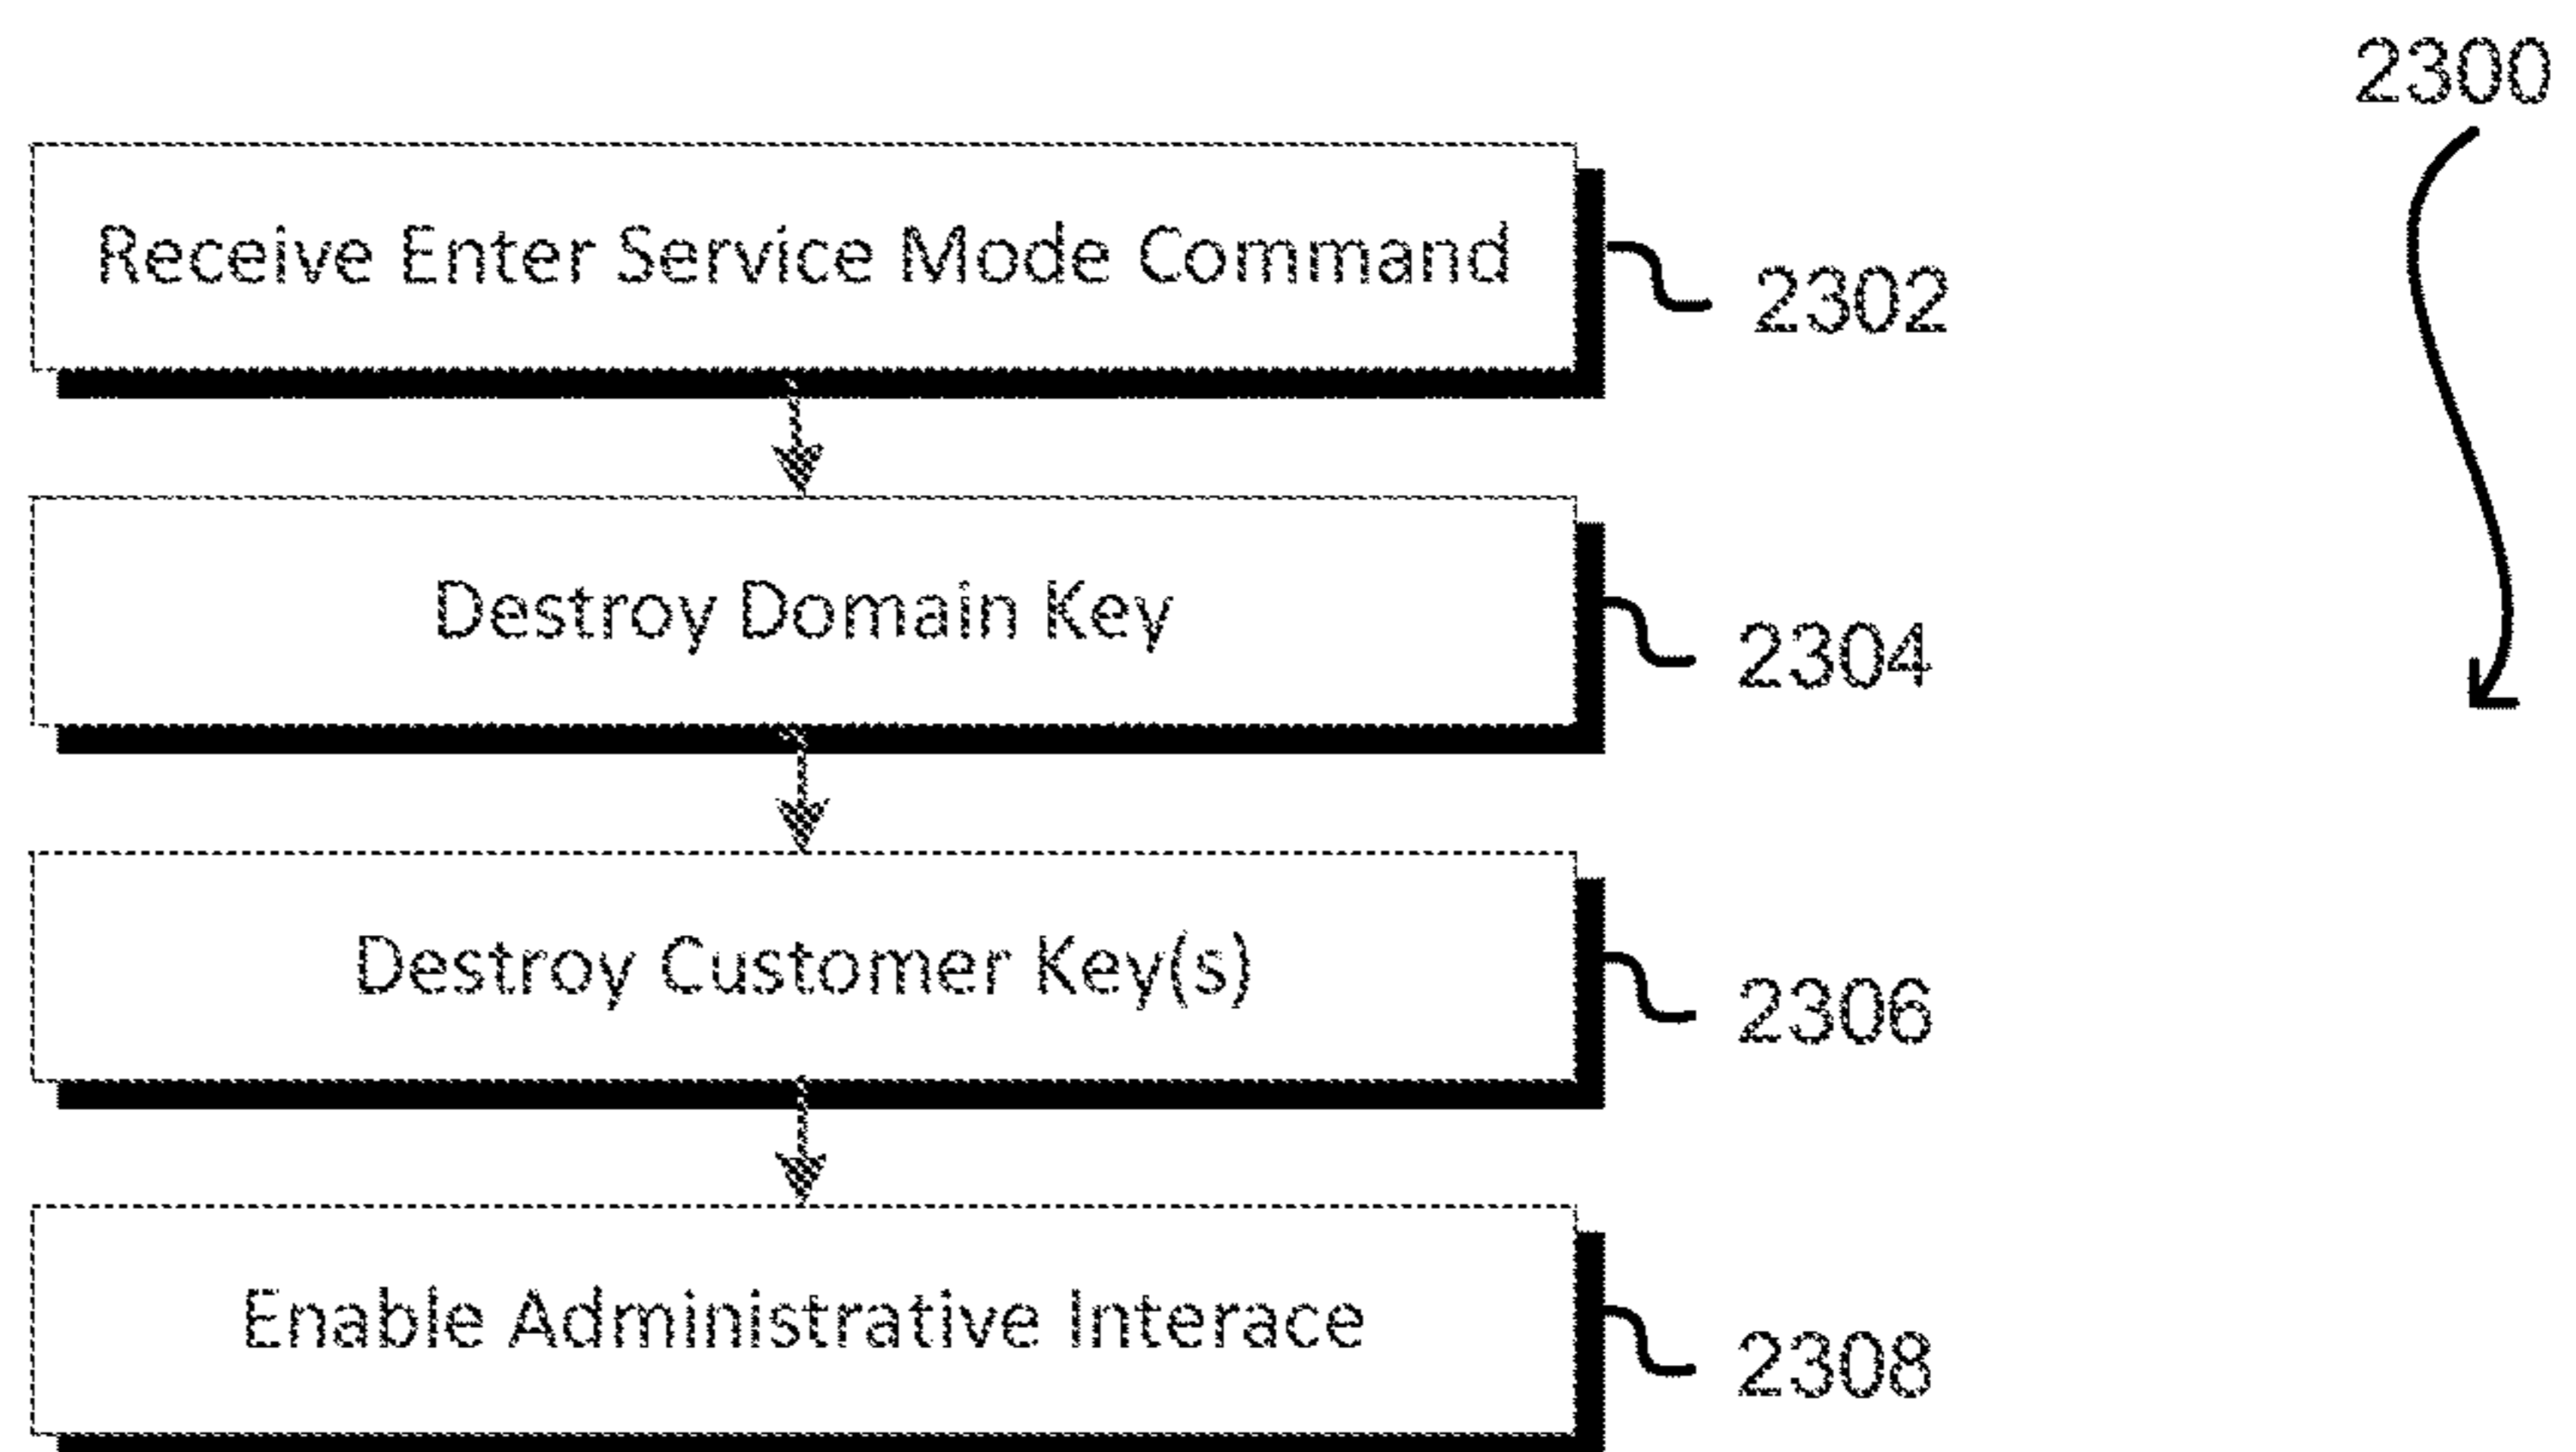 2300
Receive Enter Service Mode Command
2302
Destroy Domain Key
2304
Destroy Customer Key(s)
2306
Enable Administrative Interace
2308